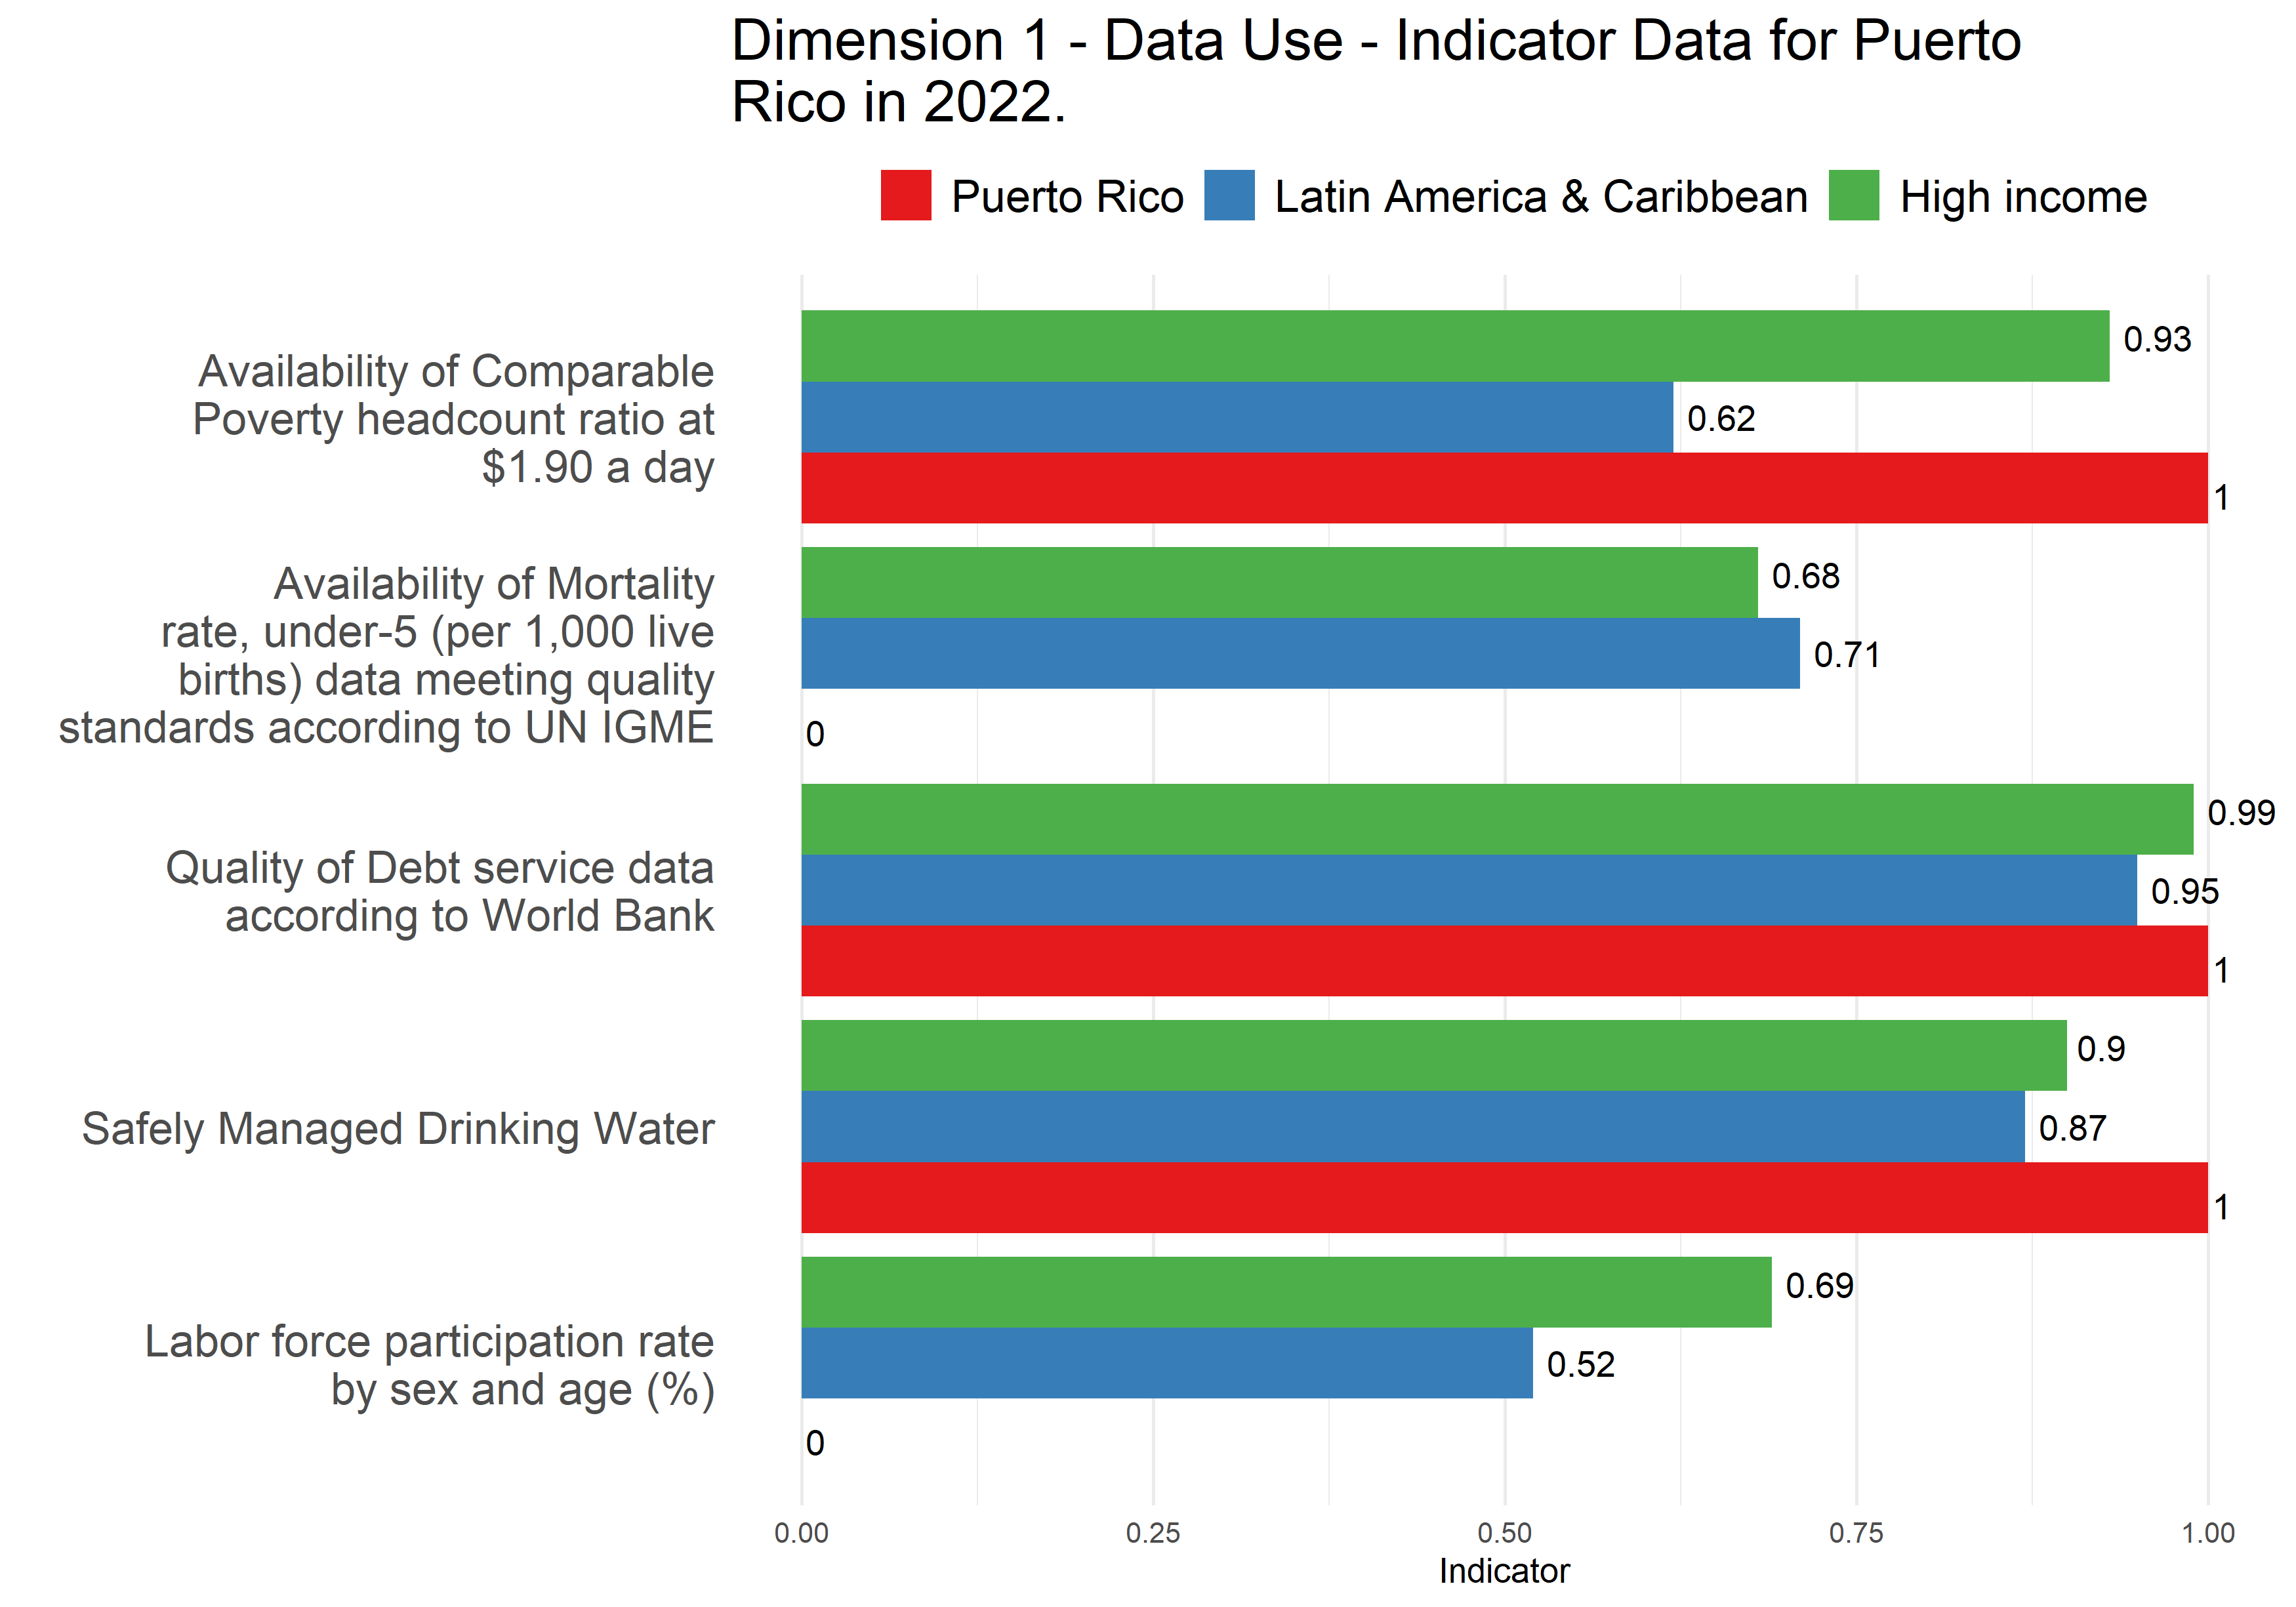 Dimension 1 - Data Use - Indicator Data for Puerto
Rico in 2022.
Puerto Rico
Latin America & Caribbean
High income
Availability of Comparable
Poverty headcount ratio at
$1.90 a day
0.93
0.62
1
Availability of Mortality
rate, under-5 (per 1,000 live
births) data meeting quality
standards according to UN IGME
0.68
0.71
0
Quality of Debt service data
according to World Bank
0.99
0.95
1
Safely Managed Drinking Water
0.9
0.87
1
Labor force participation rate
by sex and age (%)
0.69
0.52
0
0.00
0.25
0.50
0.75
1.00
Indicator